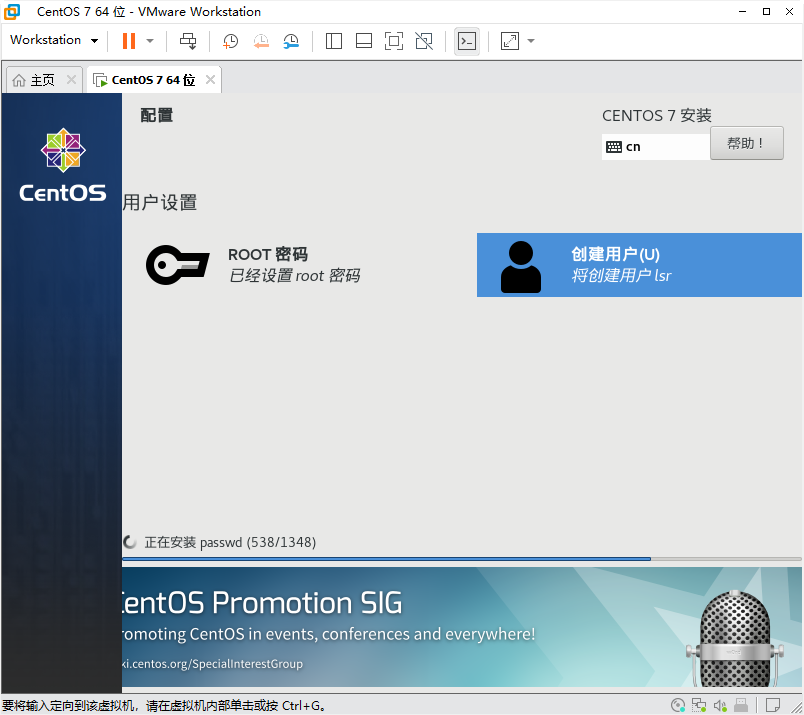 CentOS 7 64 位 - VMware Workstation
Workstation
主页
CentOS 7 64 位
配置
CENTOS 7 安装
cn
帮助！
CentOS
用户设置
ROOT 密码
已经设置 root 密码
创建用户(U)
将创建用户 lsr
正在安装 passwd (538/1348)
CentOS Promotion SIG
romoting CentOS in events, conferences and everywhere!
ki.centos.org/SpecialInterestGroup
要将输入定向到该虚拟机，请在虚拟机内部单击或按 Ctrl+G。